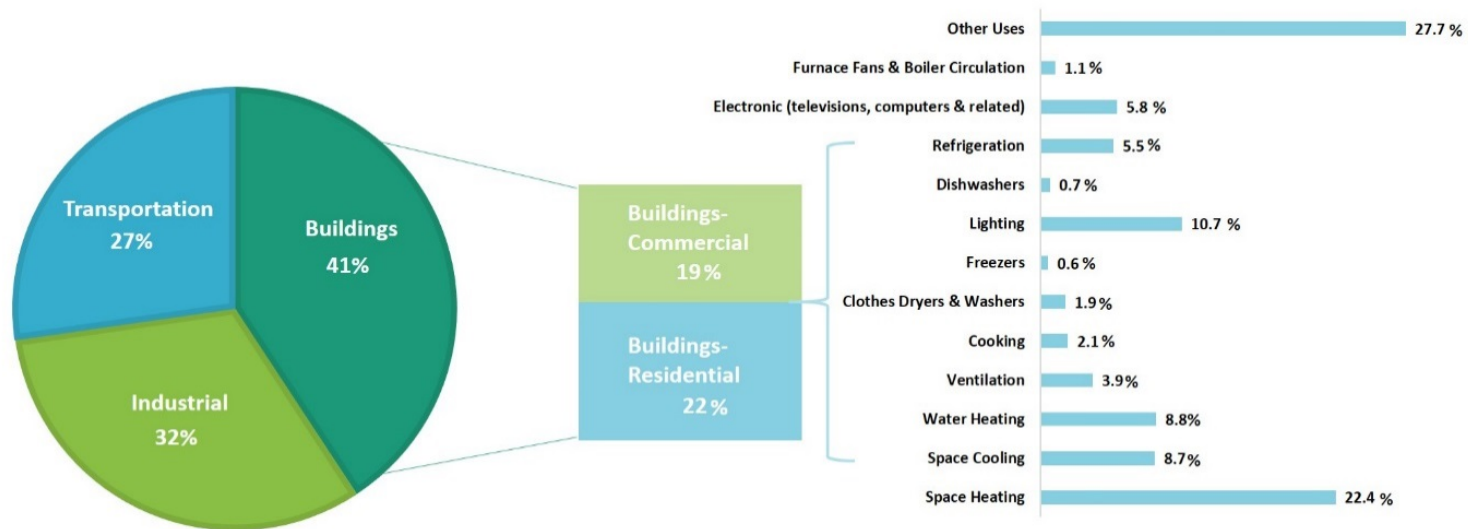 Transportation
27%
Buildings
41%
Industrial
32%
Buildings-
Commercial
19%
Buildings-
Residential
22%
Other Uses 27.7%
Furnace Fans & Boiler Circulation 1.1%
Electronic (televisions, computers & related) 5.8 %
Refrigeration 5.5%
Dishwashers 0.7 %
Lighting 10.7 %
Freezers 0.6 %
Clothes Dryers & Washers 1.9%
Cooking 2.1%
Ventilation 3.9%
Water Heating 8.8%
Space Cooling 8.7%
Space Heating 22.4 %